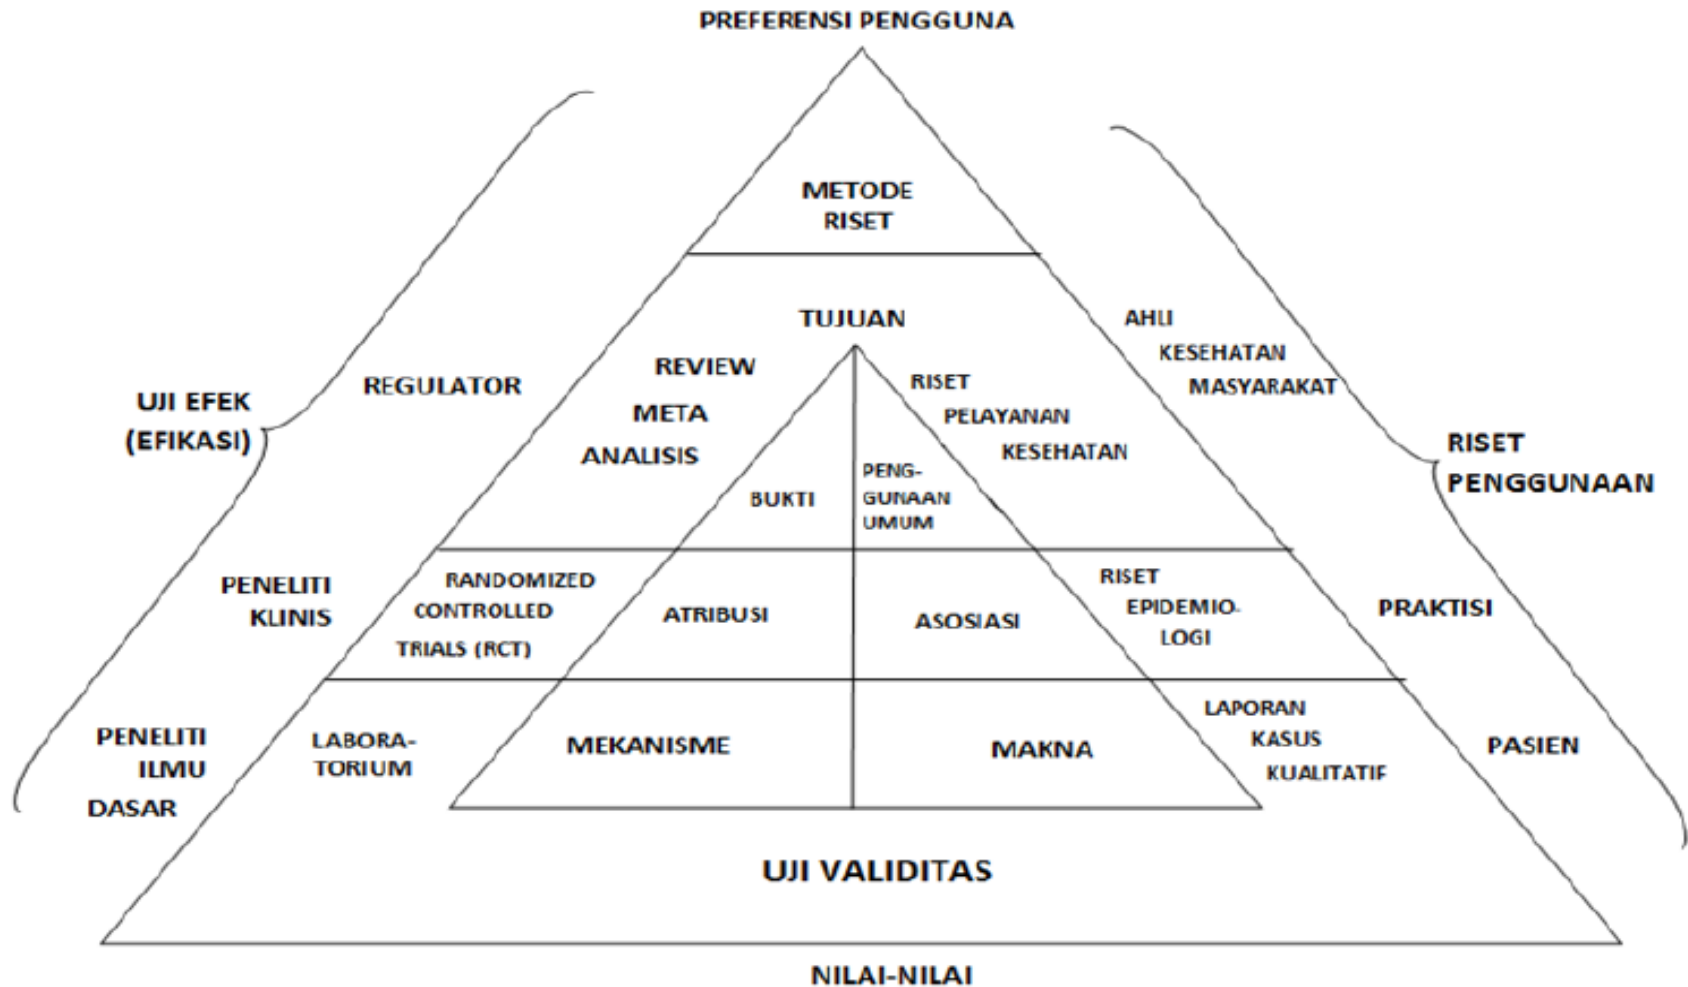 PREFERENSI PENGGUNA
METODE
RISET
TUJUAN
REVIEW
META
ANALISIS
RISET
PELAYANAN
KESEHATAN
AHLI
KESEHATAN
MASYARAKAT
REGULATOR
UJI EFEK
(EFIKASI)
RISET
PENGGUNAAN
BUKTI
PENG-
GUNAAN
UMUM
PENELITI
KLINIS
RANDOMIZED
CONTROLLED
TRIALS (RCT)
ATRIBUSI
ASOSIASI
RISET
EPIDEMIO-
LOGI
PRAKTISI
PENELITI
ILMU
DASAR
LABORA-
TORIUM
MEKANISME
MAKNA
LAPORAN
KASUS
KUALITATIF
PASIEN
UJI VALIDITAS
NILAI-NILAI